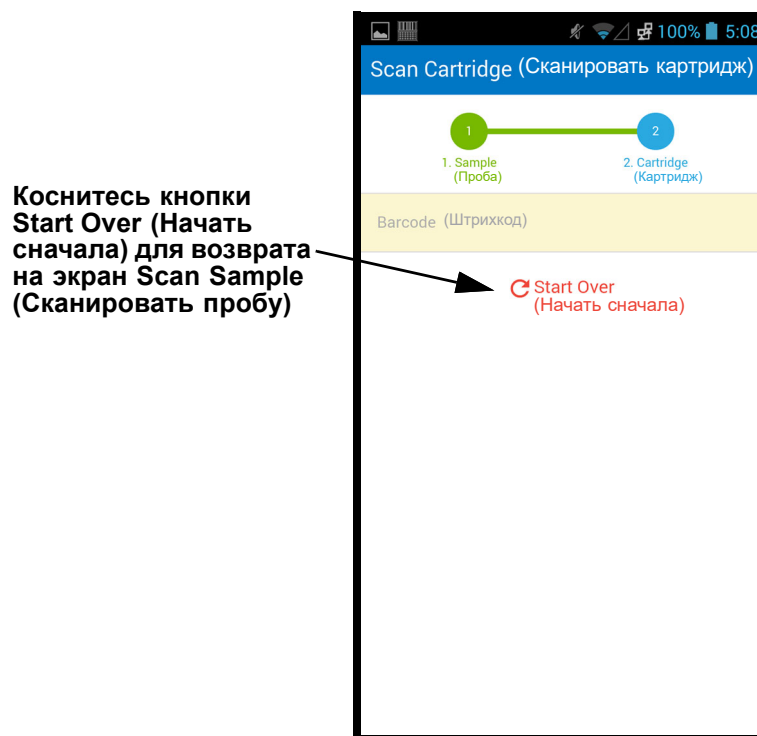 100% 5:08
Scan Cartridge (Сканировать картридж)
1
2
1. Sample
(Проба)
2. Cartridge
(Картридж)
Barcode (Штрихкод)
Коснитесь кнопки
Start Over (Начать
сначала) для возврата
на экран Scan Sample
(Сканировать пробу)
Start Over
(Начать сначала)